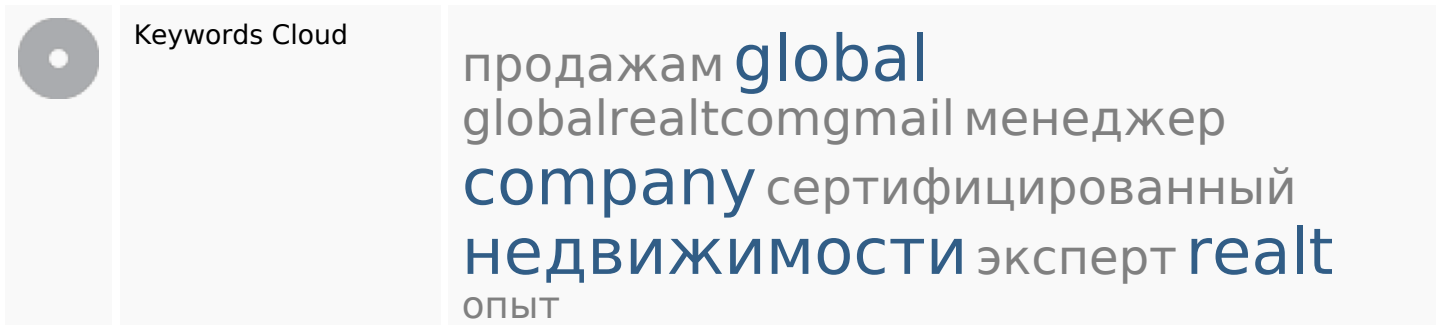 Keywords Cloud
продажам global
globalrealtcomgmail менеджер
company сертифицированный
недвижимости эксперт realt
опыт